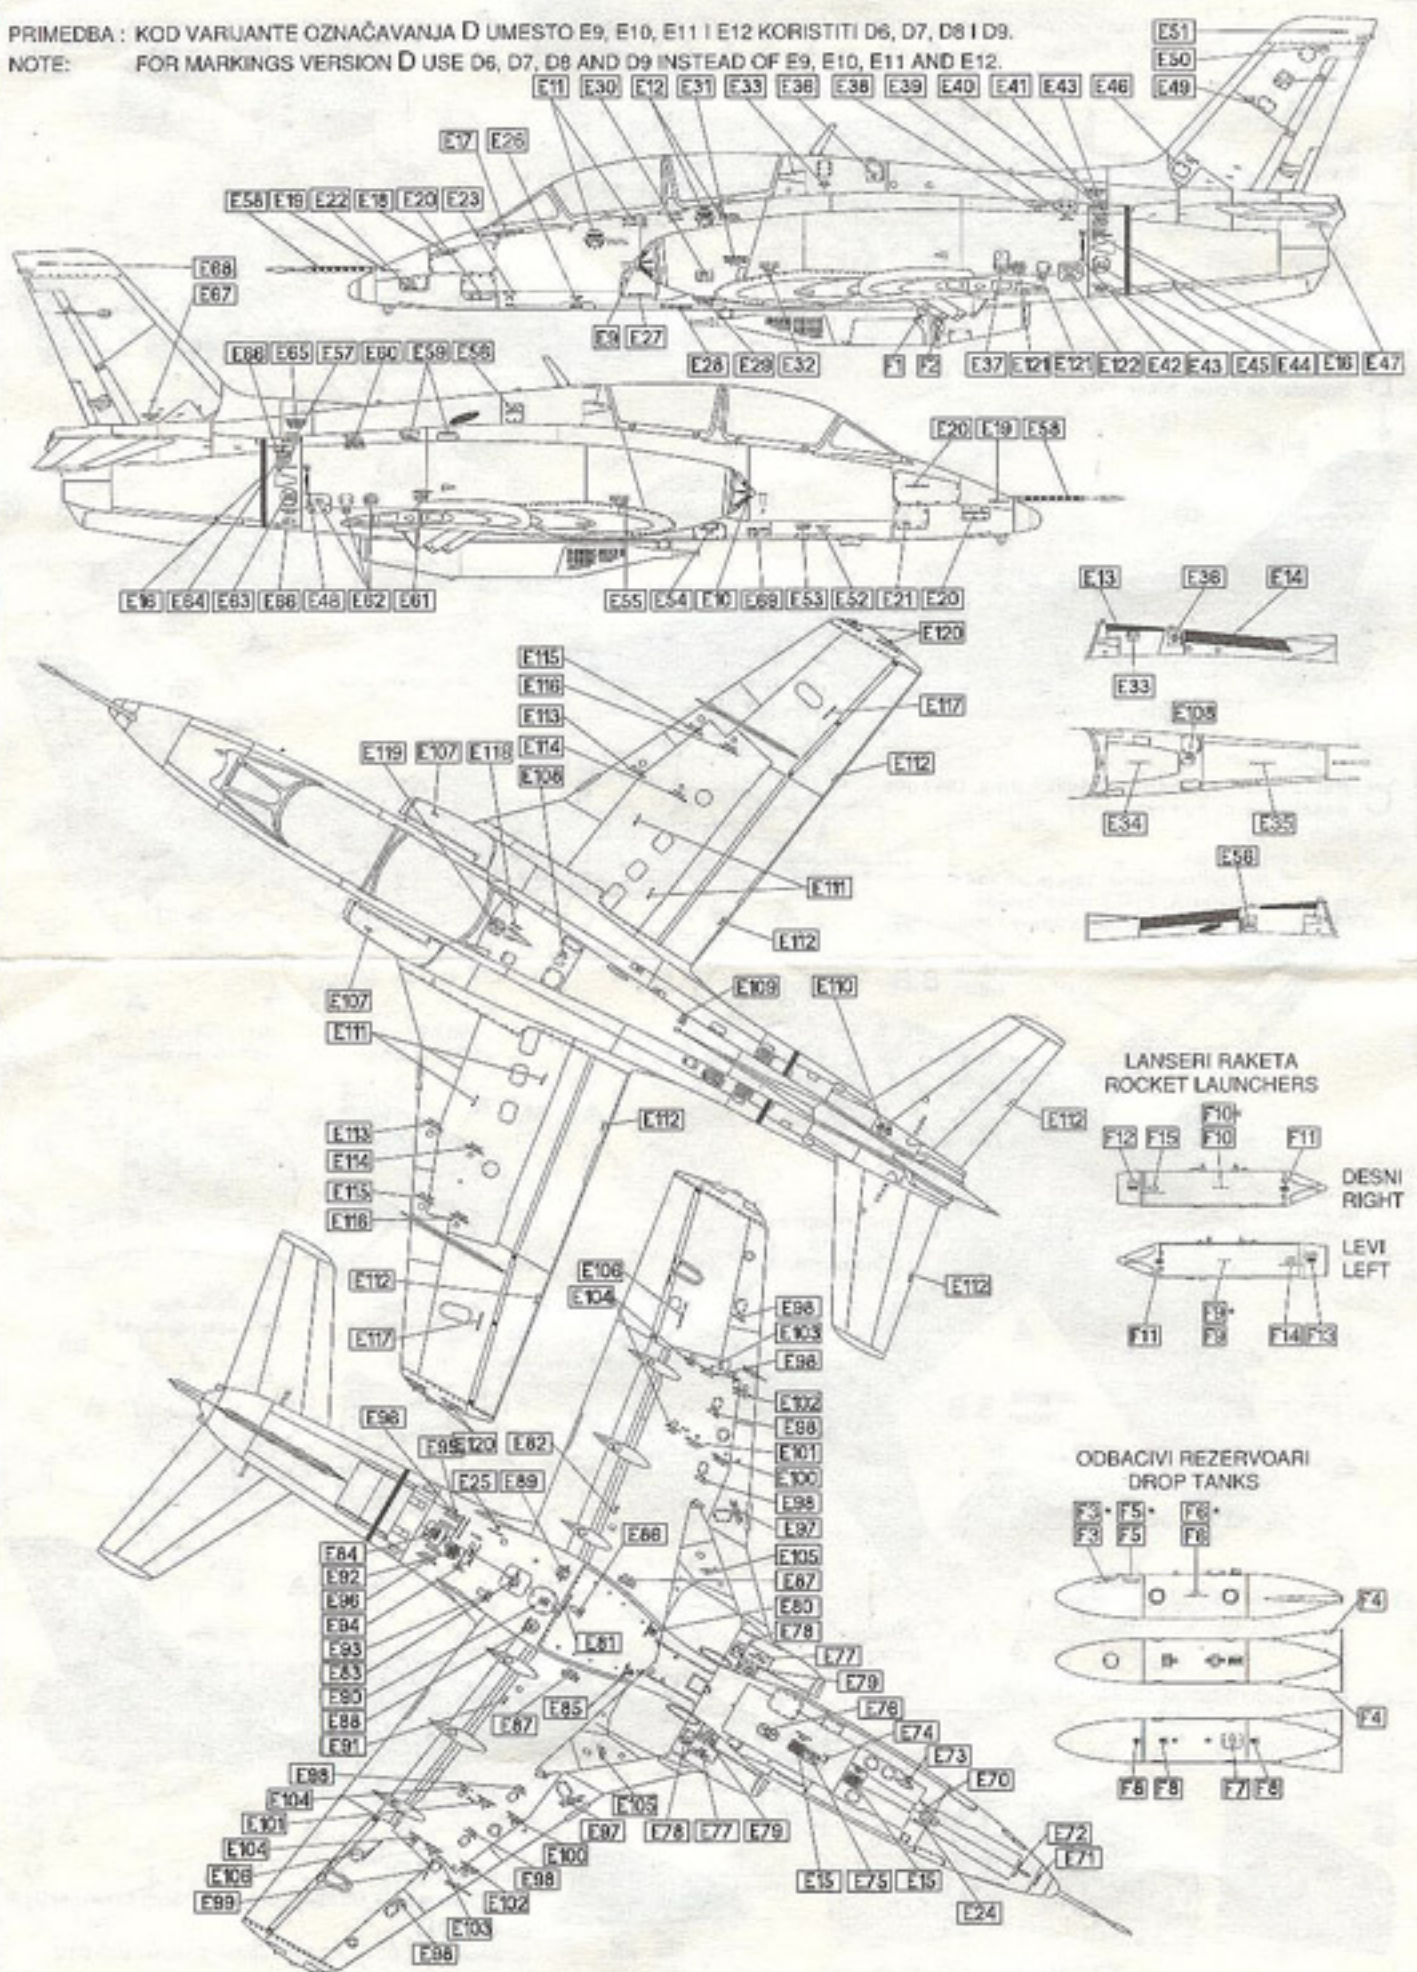 PRIMEDBA : KOD VARIJANTE OZNAČAVANJA D UMESTO E9, E10, E11 I E12 KORISTITI D6, D7, D8 I D9.
NOTE: FOR MARKINGS VERSION D USE D6, D7, D8 AND D9 INSTEAD OF E9, E10, E11 AND E12.
E51
E50
E11 E30 E12 E31 E33 E36 E38 E39 E40 E41 E43 E46 E49
E17 E26
E58 E19 E22 E18 E20 E23
E68
E67
E9 E27
E28 E29 E32 F1 F2 E37 E121 E121 E122 E42 E43 E45 E44 E16 E47
E66 E65 E57 E60 E59 E56
E20 E19 E58
E16 E64 E63 E66 E48 E62 E61 E55 E54 E10 E69 E53 E52 E21 E20
E13 E36 E14
E33
E120
E115
E116
E113
E114
E108
E117
E112
E119 E107 E118
E108
E34 E35
E111
E56
E112
E107
E109 E110
E111
LANSERI RAKETA
ROCKET LAUNCHERS
F10*
F12 F15 F10 F11
DESNI
RIGHT
E112
E112
E113
E114
E115
E116
LEVI
LEFT
F9*
F11 F9 F14 F13
E112
E106
E104
E112
E117
E98
E103
E98
E102
E98
E101
E100
E98
E97
E105
E87
E80
E78
E96
E95 E120 E82
E25 E89
E86
ODBACIVI REZERVOARI
DROP TANKS
F3* F5* F6*
F3 F5 F6
F4
F4
F8 F8 F7 F8
E84
E92
E96
E94
E93
E83
E90
E88
E91
E81
E77
E79
E85
E87
E76
E74
E73
E70
E98
E104
E101
E104
E106
E99
E105
E97 E78 E77 E79
E100
E98
E102
E103
E98
E72
E71
E15 E75 E15
E24